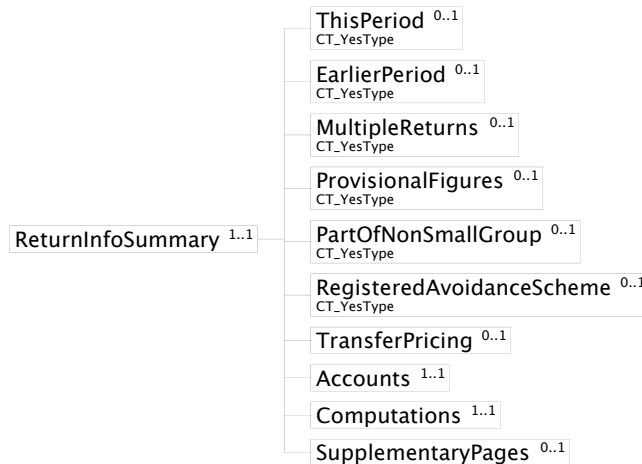 ThisPeriod 0..1
CT_YesType
EarlierPeriod 0..1
CT_YesType
MultipleReturns 0..1
CT_YesType
ProvisionalFigures 0..1
CT_YesType
ReturnInfoSummary 1..1
PartOfNonSmallGroup 0..1
CT_YesType
RegisteredAvoidanceScheme 0..1
CT_YesType
TransferPricing 0..1
Accounts 1..1
Computations 1..1
SupplementaryPages 0..1